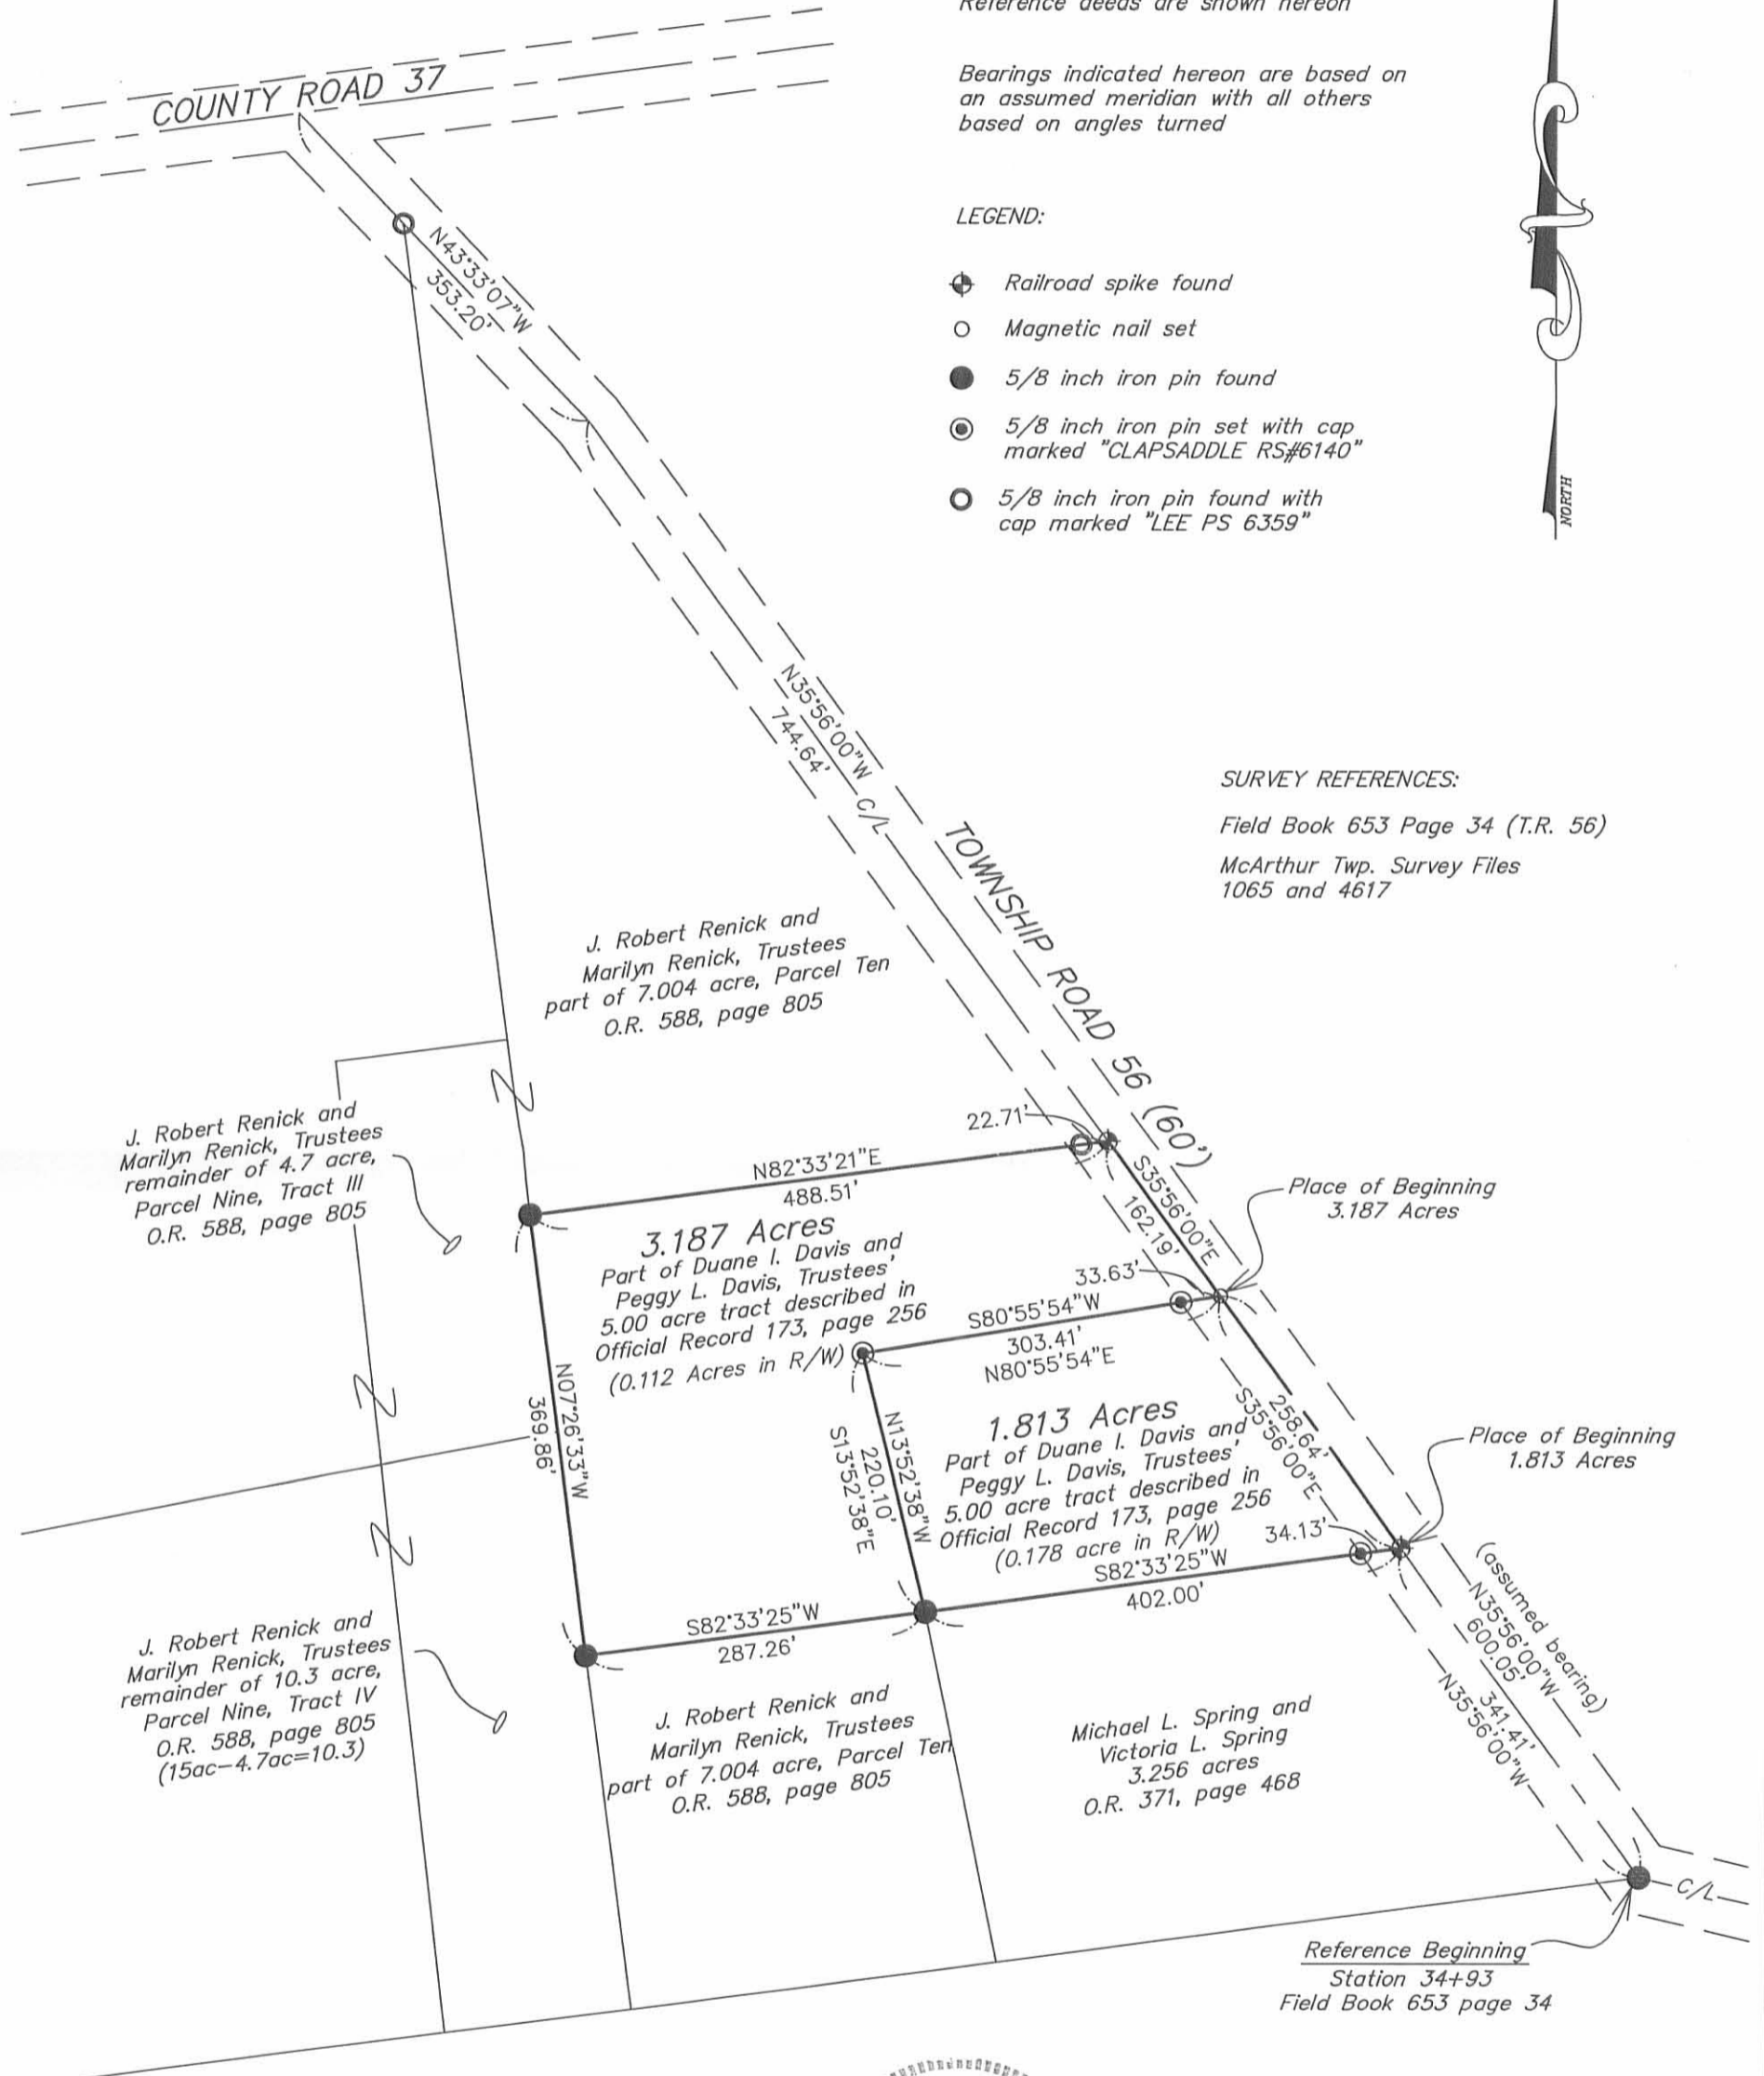 Reference deeds are shown hereon
Bearings indicated hereon are based on
an assumed meridian with all others
based on angles turned
LEGEND:
Railroad spike found
Magnetic nail set
5/8 inch iron pin found
5/8 inch iron pin set with cap
marked "CLAPSADDLE RS#6140"
5/8 inch iron pin found with
cap marked "LEE PS 6359"
NORTH
COUNTY ROAD 37
N43°33'07"W
353.20'
N35°56'00"W
744.64'
C/L
SURVEY REFERENCES:
Field Book 653 Page 34 (T.R. 56)
McArthur Twp. Survey Files
1065 and 4617
TOWNSHIP ROAD 56 (60')
J. Robert Renick and
Marilyn Renick, Trustees
part of 7.004 acre, Parcel Ten
O.R. 588, page 805
J. Robert Renick and
Marilyn Renick, Trustees
remainder of 4.7 acre,
Parcel Nine, Tract III
O.R. 588, page 805
22.71'
N82°33'21"E
488.51'
S35°56'00"E
162.19'
Place of Beginning
3.187 Acres
3.187 Acres
Part of Duane I. Davis and
Peggy L. Davis, Trustees'
5.00 acre tract described in
Official Record 173, page 256
(0.112 Acres in R/W)
33.63'
S80°55'54"W
303.41'
N80°55'54"E
N07°26'33"W
369.86'
N13°52'38"W
220.10'
S13°52'38"E
1.813 Acres
Part of Duane I. Davis and
Peggy L. Davis, Trustees'
5.00 acre tract described in
Official Record 173, page 256
(0.178 acre in R/W)
258.64'
S35°56'00"E
Place of Beginning
1.813 Acres
34.13'
S82°33'25"W
402.00'
S82°33'25"W
287.26'
(assumed bearing)
N35°56'00"W
600.05'
341.41'
N35°56'00"W
J. Robert Renick and
Marilyn Renick, Trustees
remainder of 10.3 acre,
Parcel Nine, Tract IV
O.R. 588, page 805
(15ac-4.7ac=10.3)
J. Robert Renick and
Marilyn Renick, Trustees
part of 7.004 acre, Parcel Ten
O.R. 588, page 805
Michael L. Spring and
Victoria L. Spring
3.256 acres
O.R. 371, page 468
C/L
Reference Beginning
Station 34+93
Field Book 653 page 34